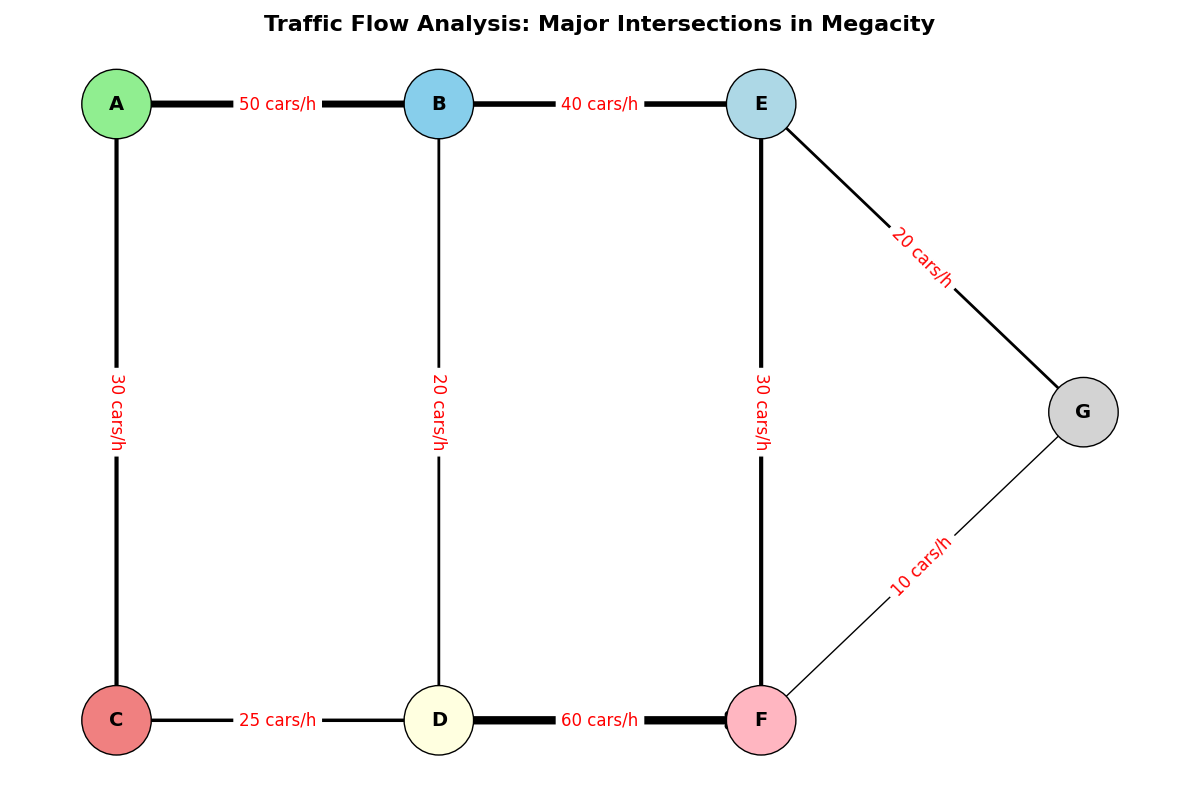 Traffic Flow Analysis: Major Intersections in Megacity
A
50 cars/h
B
40 cars/h
E
20 cars/h
30 cars/h
20 cars/h
30 cars/h
G
10 cars/h
C
25 cars/h
D
60 cars/h
F